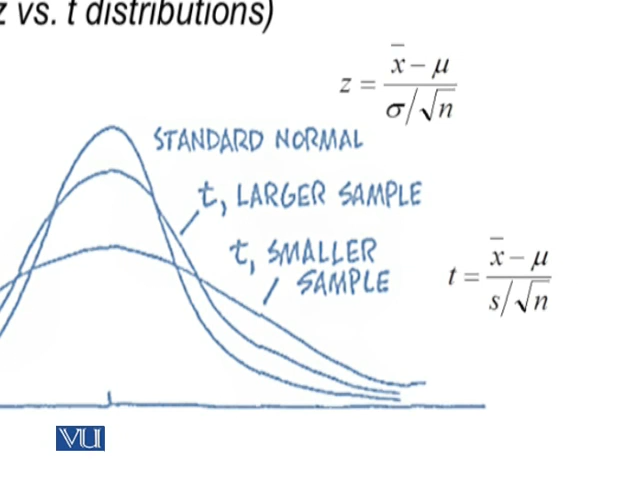 z vs. t distributions)
z = x̄ − μ / σ/√n
STANDARD NORMAL
t, LARGER SAMPLE
t, SMALLER
SAMPLE
t = x̄ − μ / s/√n
VU